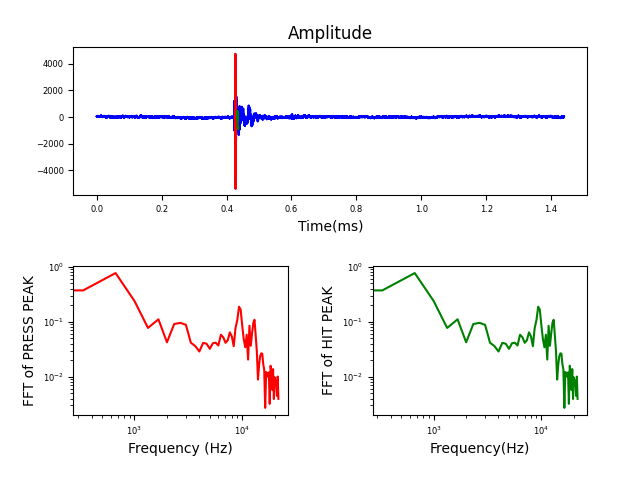 Amplitude
4000
2000
0
−2000
−4000
0.0 0.2 0.4 0.6 0.8 1.0 1.2 1.4
Time(ms)
FFT of PRESS PEAK
10⁰
10⁻¹
10⁻²
10³ 10⁴
Frequency (Hz)
FFT of HIT PEAK
10⁰
10⁻¹
10⁻²
10³ 10⁴
Frequency(Hz)